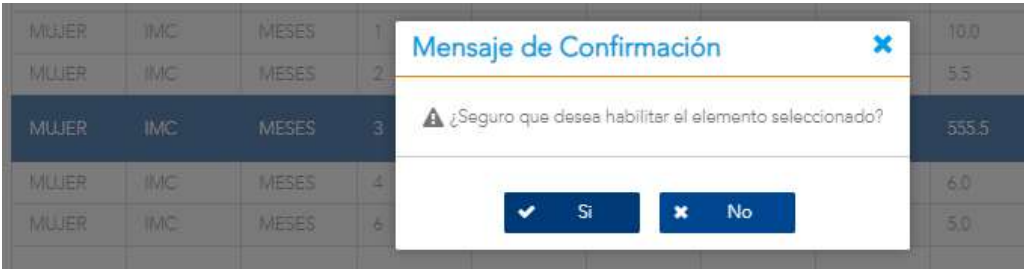 MUJER IMC MESES 1 10.0
MUJER IMC MESES 2 5.5
MUJER IMC MESES 3 555.5
MUJER IMC MESES 4 6.0
MUJER IMC MESES 6 5.0
Mensaje de Confirmación
¿Seguro que desea habilitar el elemento seleccionado?
Si No